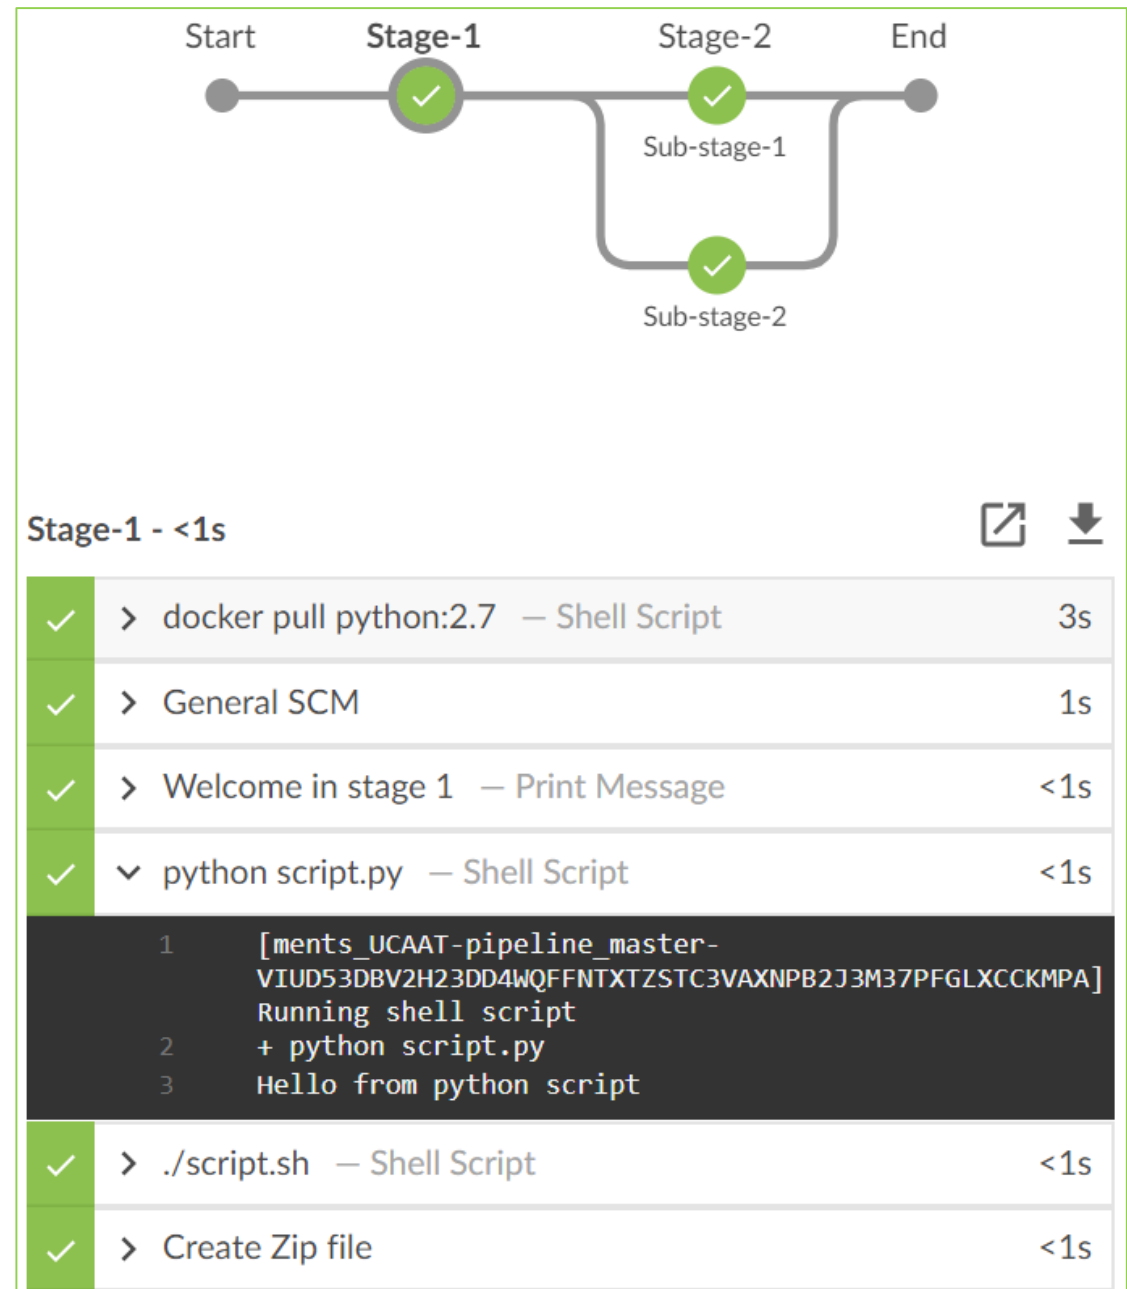 Start Stage-1 Stage-2 End
Sub-stage-1
Sub-stage-2
Stage-1 - <1s
docker pull python:2.7 — Shell Script 3s
General SCM 1s
Welcome in stage 1 — Print Message <1s
python script.py — Shell Script <1s
1 [ments_UCAAT-pipeline_master-
VIUD53DBV2H23DD4WQFFNTXTZSTC3VAXNPB2J3M37PFGLXCCKMPA]
Running shell script
2 + python script.py
3 Hello from python script
./script.sh — Shell Script <1s
Create Zip file <1s